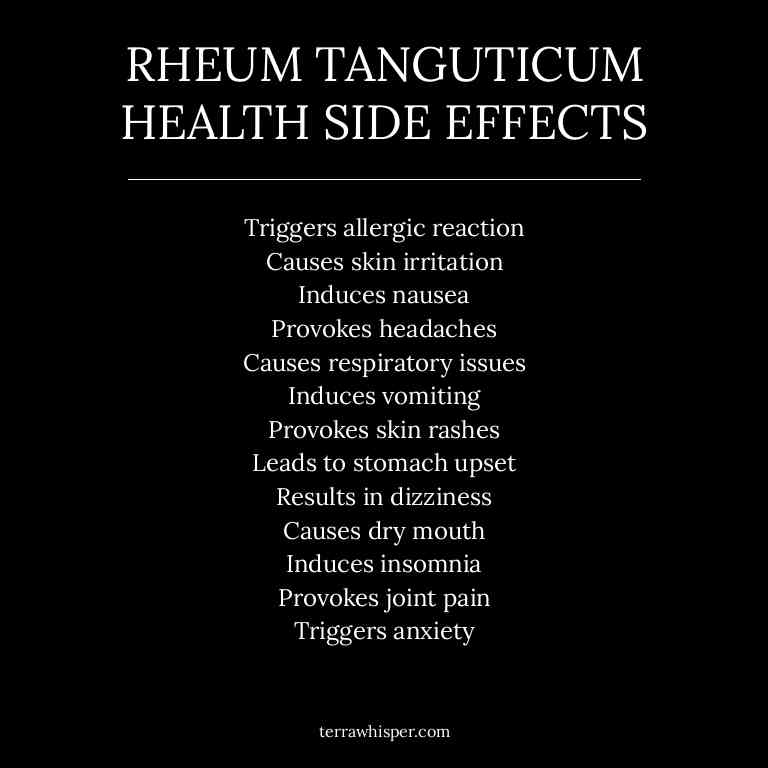 RHEUM TANGUTICUM
HEALTH SIDE EFFECTS
Triggers allergic reaction
Causes skin irritation
Induces nausea
Provokes headaches
Causes respiratory issues
Induces vomiting
Provokes skin rashes
Leads to stomach upset
Results in dizziness
Causes dry mouth
Induces insomnia
Provokes joint pain
Triggers anxiety
terrawhisper.com